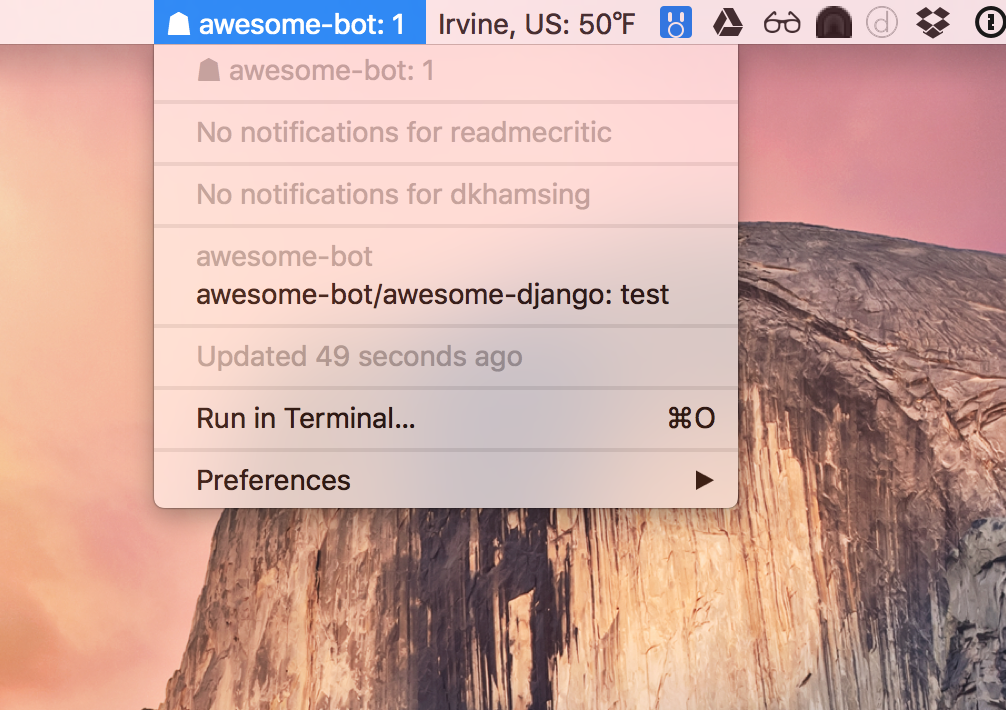 awesome-bot: 1 Irvine, US: 50°F d
awesome-bot: 1
No notifications for readmecritic
No notifications for dkhamsing
awesome-bot
awesome-bot/awesome-django: test
Updated 49 seconds ago
Run in Terminal... ⌘O
Preferences ▶